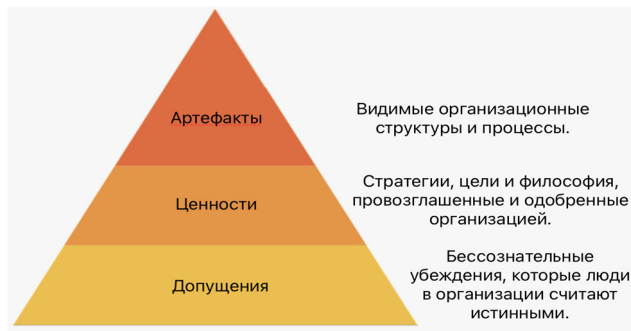 Артефакты
Видимые организационные
структуры и процессы.
Ценности
Стратегии, цели и философия,
провозглашенные и одобренные
организацией.
Допущения
Бессознательные
убеждения, которые люди
в организации считают
истинными.